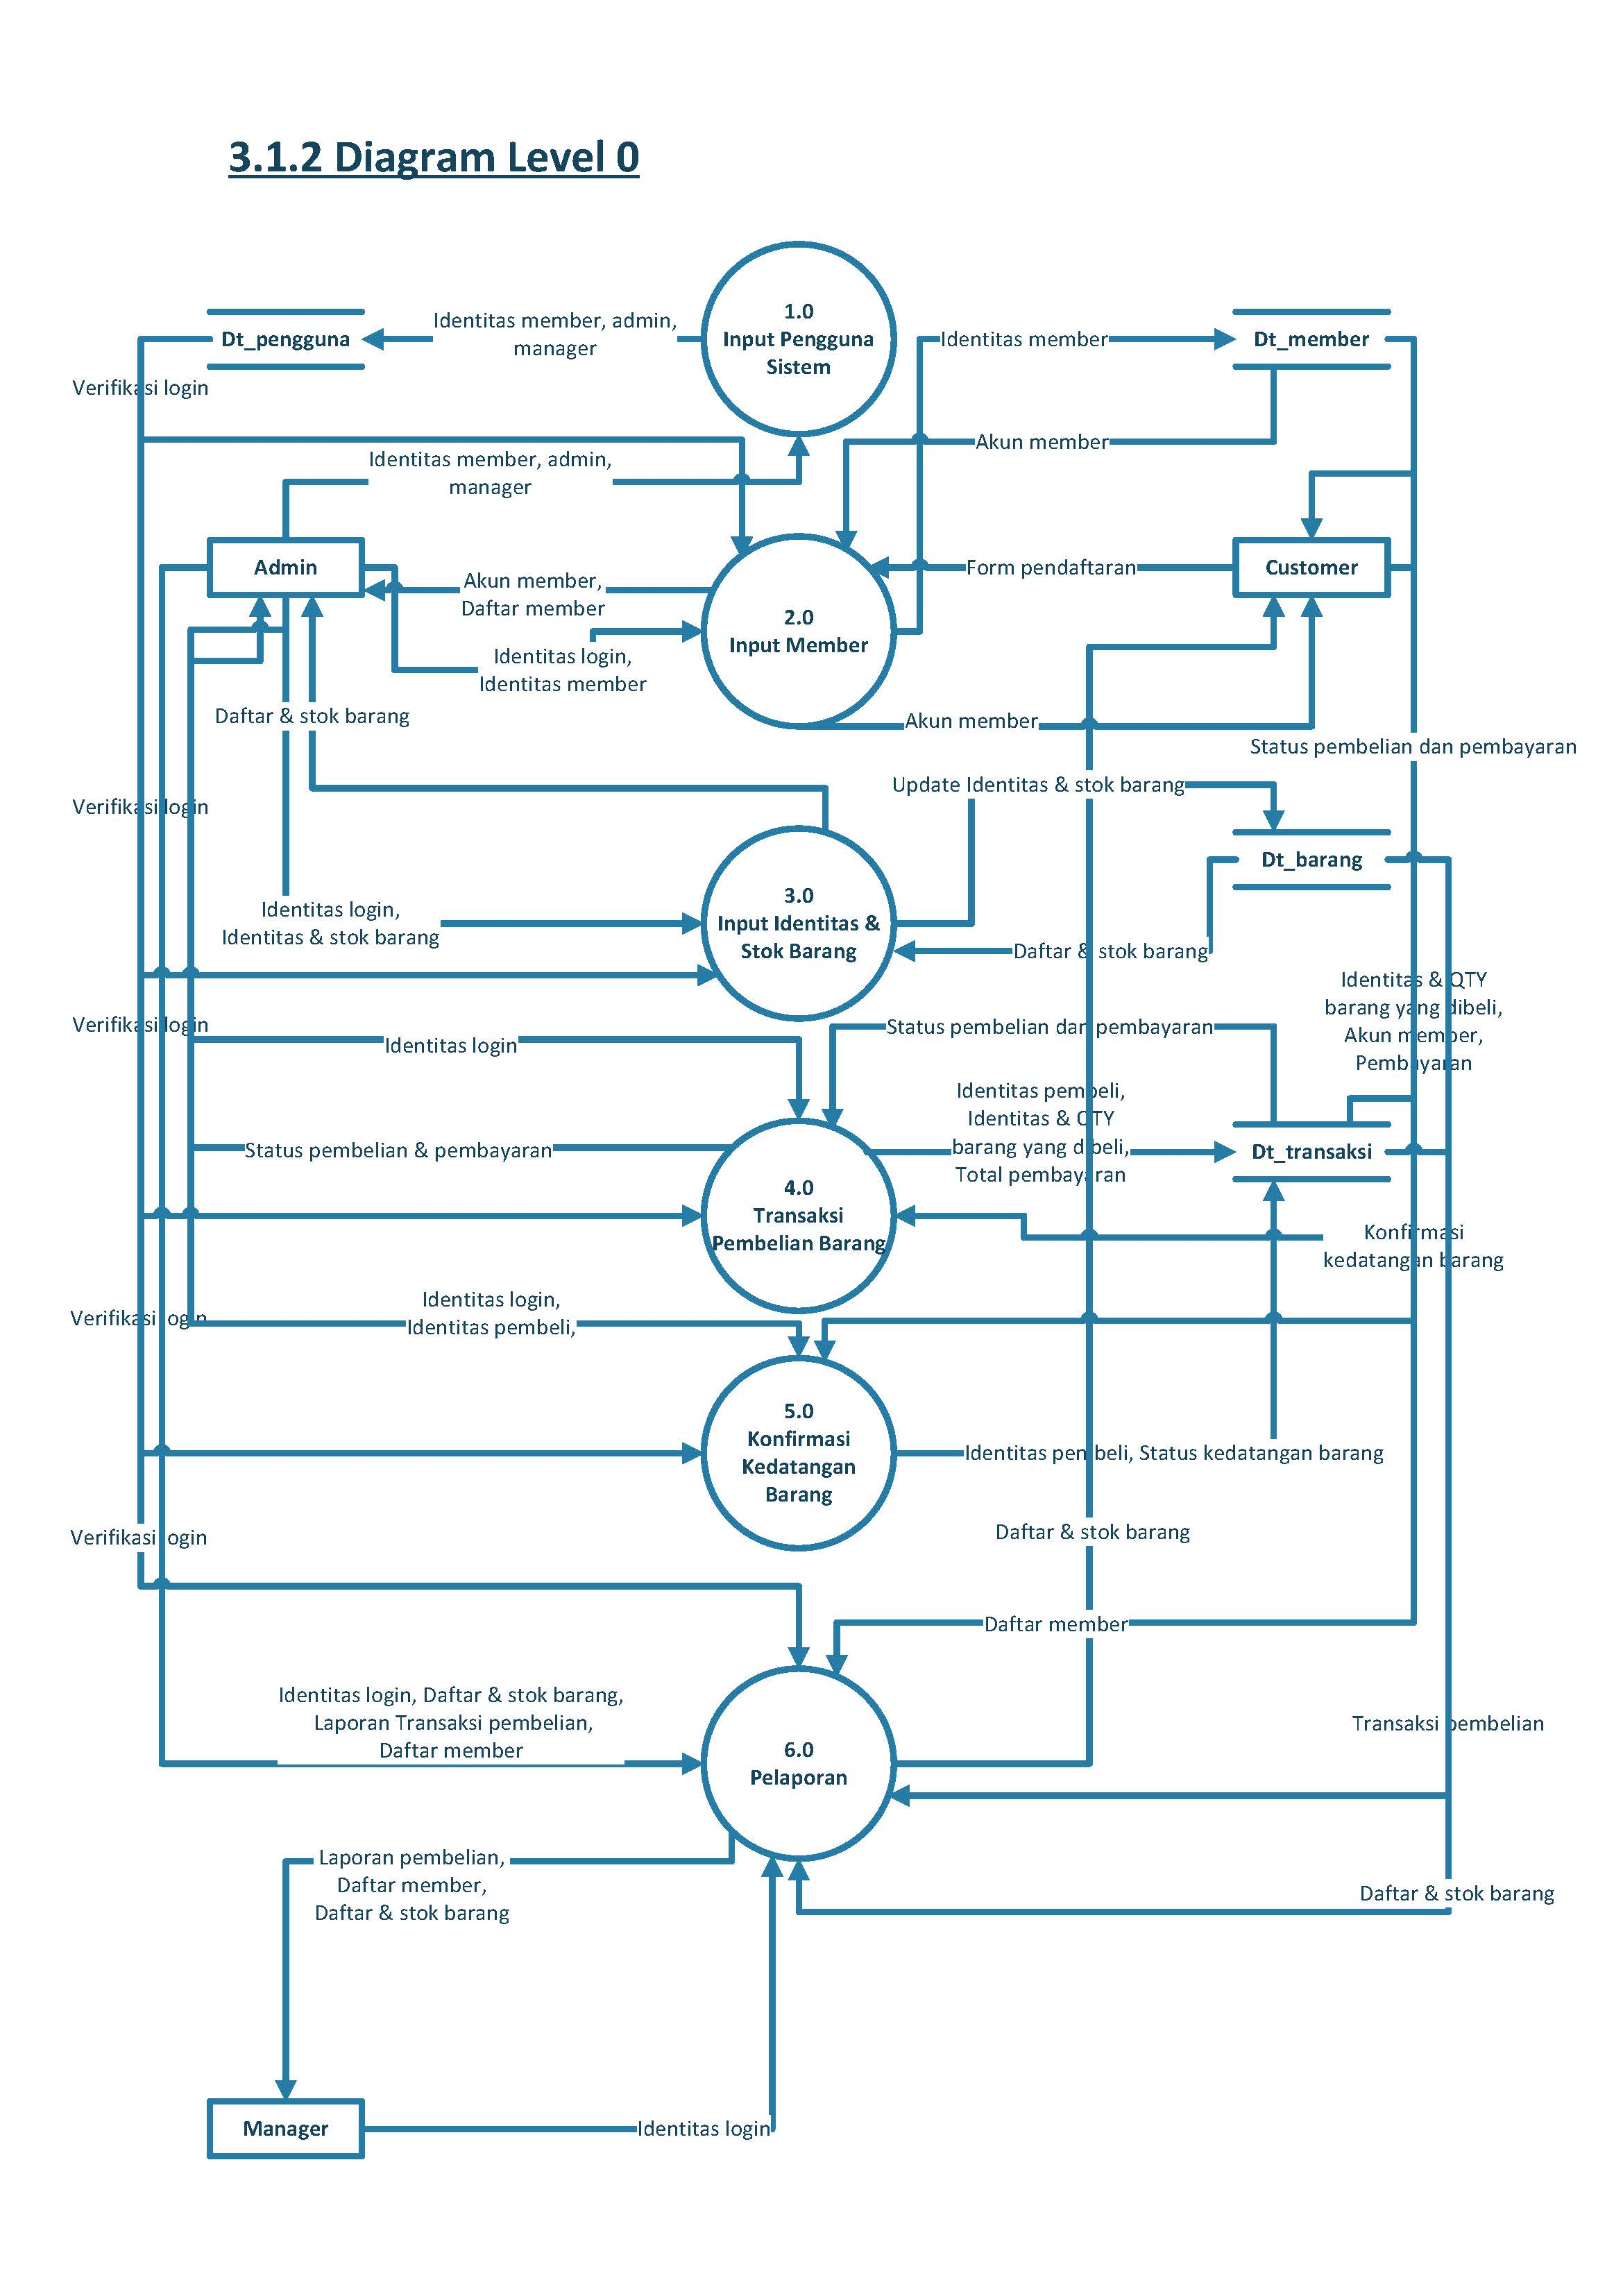 3.1.2 Diagram Level 0
1.0
Input Pengguna
Sistem
Dt_pengguna
Identitas member, admin,
manager
Identitas member
Dt_member
Verifikasi login
Akun member
Identitas member, admin,
manager
Admin
Akun member,
Daftar member
Form pendaftaran
Customer
2.0
Input Member
Identitas login,
Identitas member
Daftar & stok barang
Akun member
Status pembelian dan pembayaran
Verifikasi login
Update Identitas & stok barang
Dt_barang
3.0
Input Identitas &
Stok Barang
Identitas login,
Identitas & stok barang
Daftar & stok barang
Identitas & QTY
barang yang dibeli,
Akun member,
Pembayaran
Verifikasi login
Identitas login
Status pembelian dan pembayaran
Identitas pembeli,
Identitas & QTY
barang yang dibeli,
Total pembayaran
Status pembelian & pembayaran
Dt_transaksi
4.0
Transaksi
Pembelian Barang
Konfirmasi
kedatangan barang
Verifikasi login
Identitas login,
Identitas pembeli,
5.0
Konfirmasi
Kedatangan
Barang
Identitas pembeli, Status kedatangan barang
Verifikasi login
Daftar & stok barang
Daftar member
Identitas login, Daftar & stok barang,
Laporan Transaksi pembelian,
Daftar member
Transaksi pembelian
6.0
Pelaporan
Laporan pembelian,
Daftar member,
Daftar & stok barang
Daftar & stok barang
Manager
Identitas login